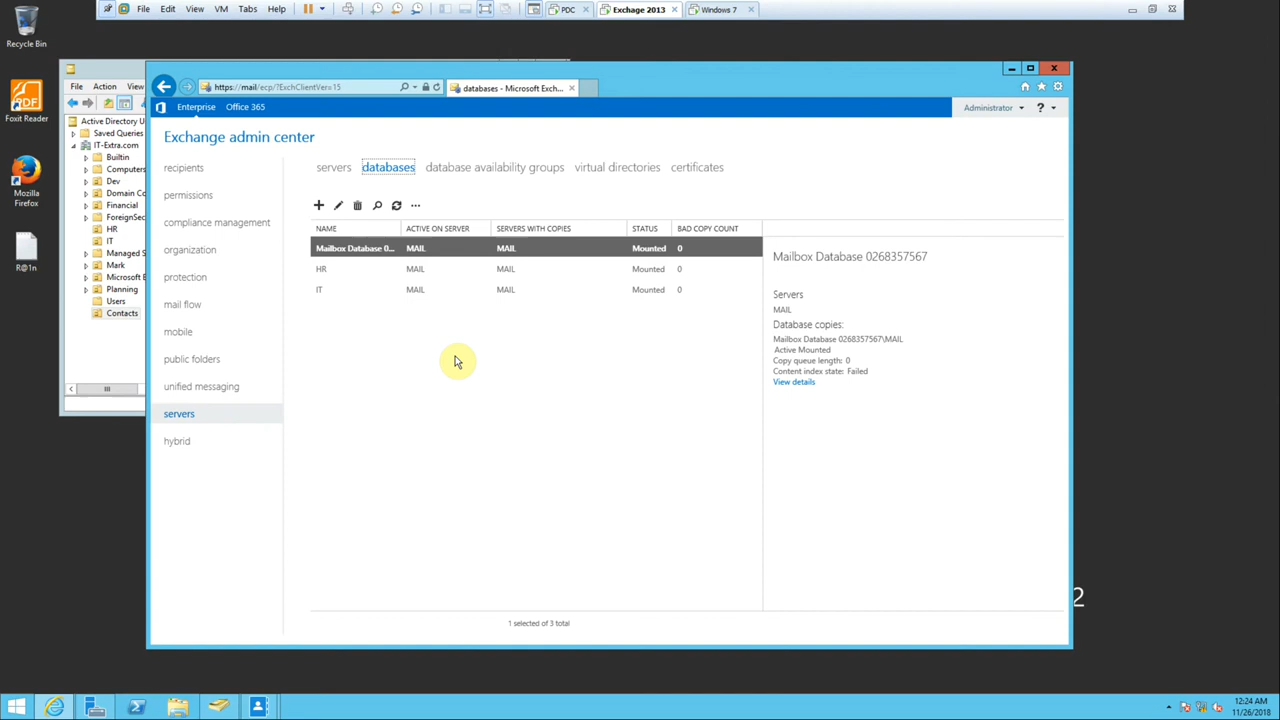 File Edit View VM Tabs Help PDC Exchage 2013 Windows 7
Recycle Bin
Foxit Reader
Mozilla Firefox
R@1n
File Action View
Active Directory U
Saved Queries
IT-Extra.com
Builtin
Computers
Dev
Domain Co
Financial
ForeignSec
HR
IT
Managed S
Mark
Microsoft E
Planning
Users
Contacts
https://mail/ecp/?ExchClientVer=15
databases - Microsoft Exch...
Enterprise Office 365
Administrator ?
Exchange admin center
recipients
permissions
compliance management
organization
protection
mail flow
mobile
public folders
unified messaging
servers
hybrid
servers databases database availability groups virtual directories certificates
NAME ACTIVE ON SERVER SERVERS WITH COPIES STATUS BAD COPY COUNT
Mailbox Database 0... MAIL MAIL Mounted 0
HR MAIL MAIL Mounted 0
IT MAIL MAIL Mounted 0
1 selected of 3 total
Mailbox Database 0268357567
Servers
MAIL
Database copies:
Mailbox Database 0268357567\MAIL
Active Mounted
Copy queue length: 0
Content index state: Failed
View details
2
12:24 AM
11/26/2018